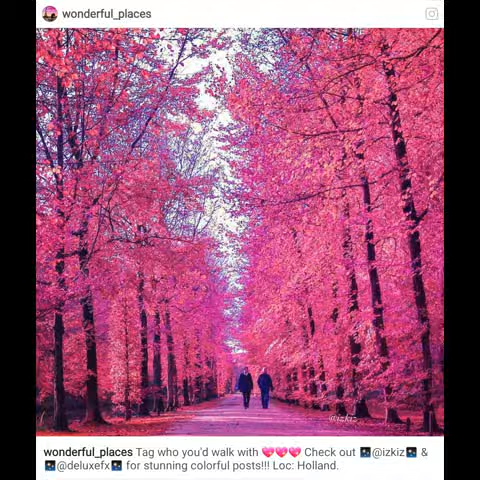 wonderful_places
@izkiz
wonderful_places Tag who you'd walk with 💖💖💖 Check out 🌌@izkiz🌌 &
🌌@deluxefx🌌 for stunning colorful posts!!! Loc: Holland.